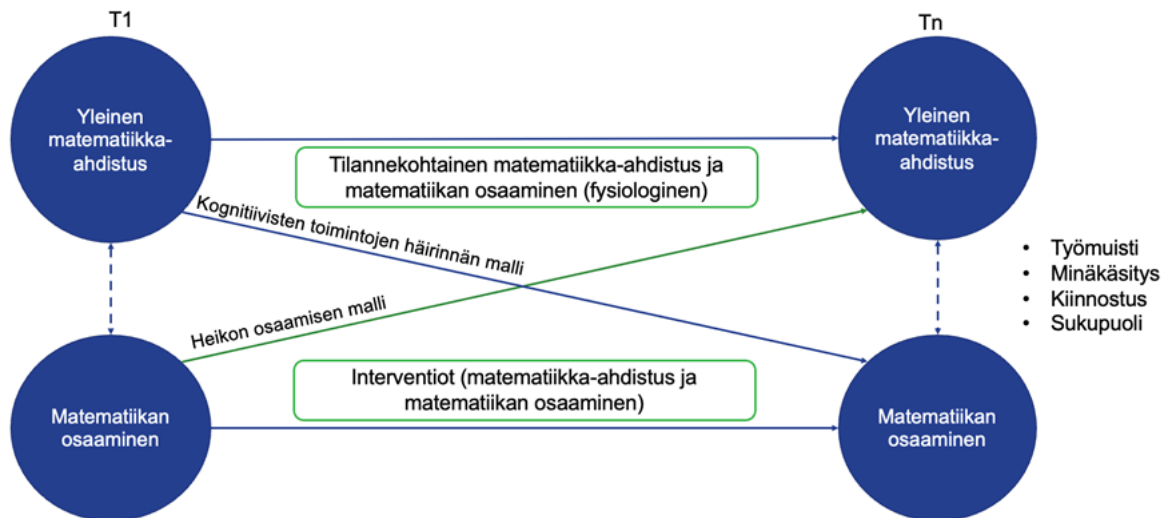 T1
Tn
Yleinen
matematiikka-
ahdistus
Yleinen
matematiikka-
ahdistus
Tilannekohtainen matematiikka-ahdistus ja
matematiikan osaaminen (fysiologinen)
Kognitiivisten toimintojen häirinnän malli
Heikon osaamisen malli
• Työmuisti
• Minäkäsitys
• Kiinnostus
• Sukupuoli
Interventiot (matematiikka-ahdistus ja
matematiikan osaaminen)
Matematiikan
osaaminen
Matematiikan
osaaminen